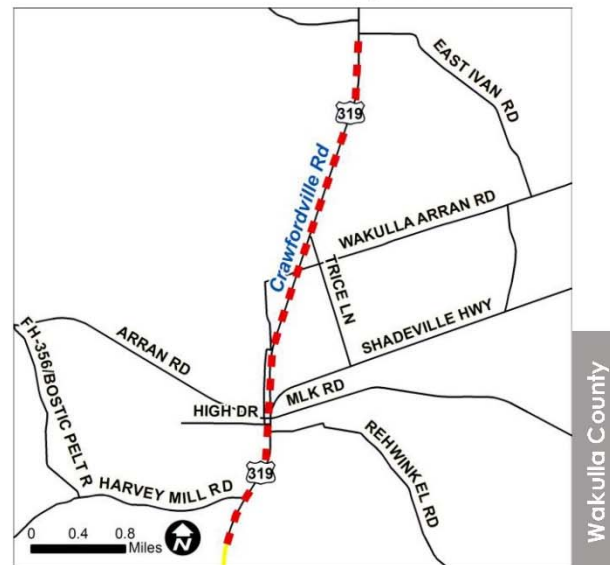 EAST IVAN RD
319
Crawfordville Rd
WAKULLA ARRAN RD
TRICE LN
SHADEVILLE HWY
FH-356/BOSTIC PELT R
ARRAN RD
HIGH DR
MLK RD
REHWINKEL RD
319
HARVEY MILL RD
0 0.4 0.8
Miles
N
Wakulla County